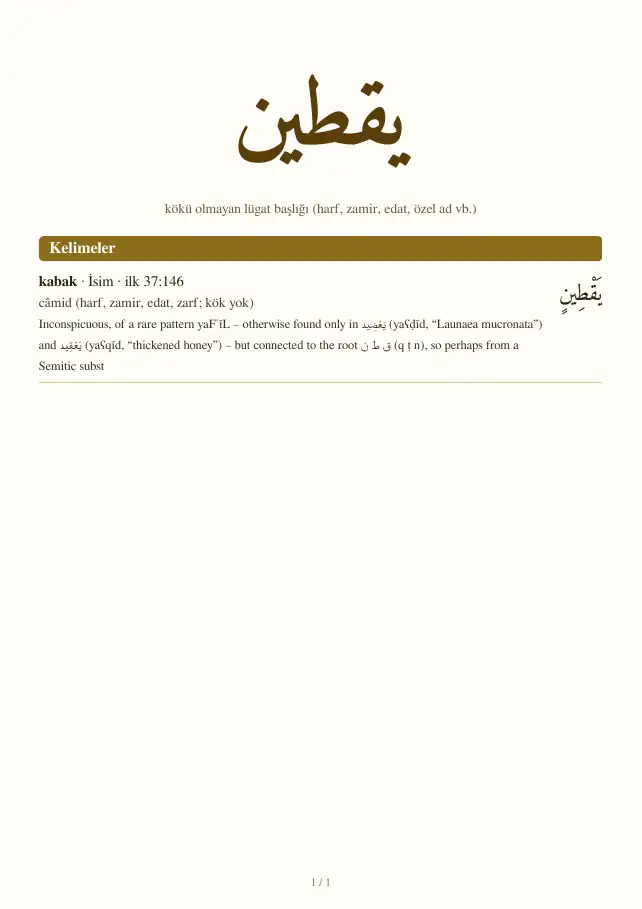 يقطين
kökü olmayan lügat başlığı (harf, zamir, edat, özel ad vb.)
Kelimeler
kabak · İsim · ilk 37:146
يَقْطِينٍ
câmid (harf, zamir, edat, zarf; kök yok)
Inconspicuous, of a rare pattern yaFʿīL – otherwise found only in يَعْضِيد (yaʕḍīd, “Launaea mucronata”)
and يَعْقِيد (yaʕqīd, “thickened honey”) – but connected to the root ق ط ن (q ṭ n), so perhaps from a
Semitic subst
1 / 1